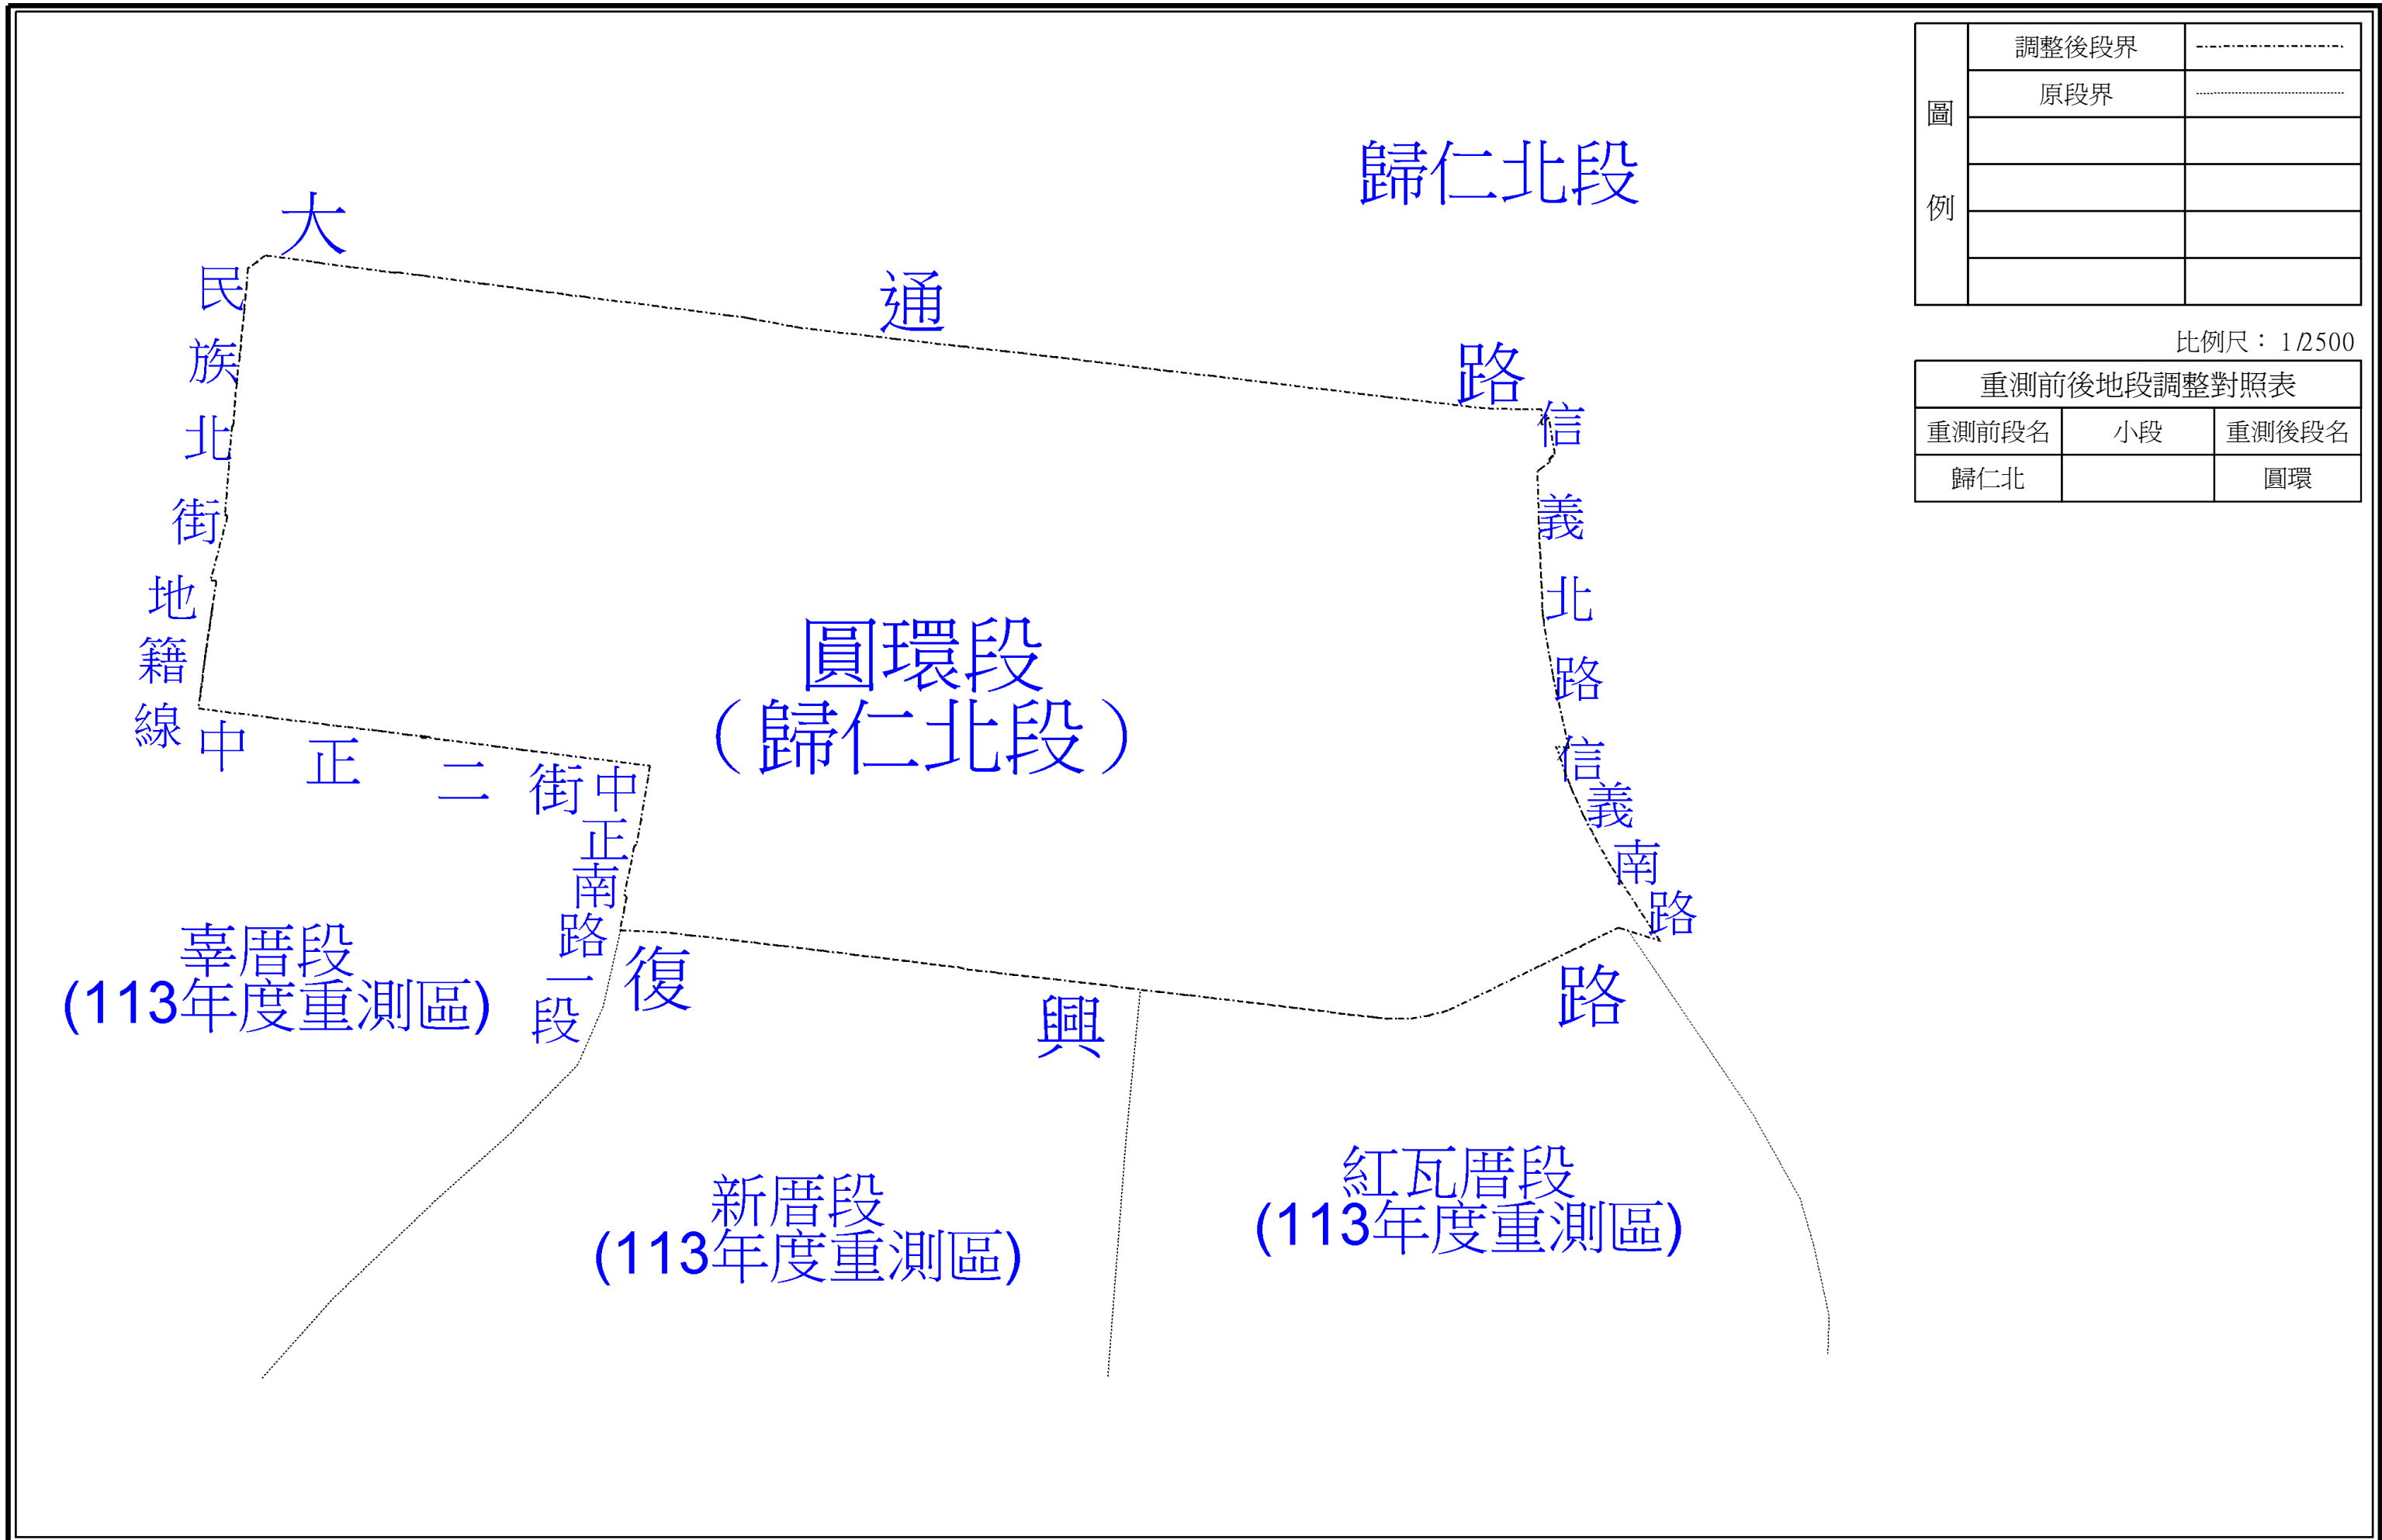 圖例
調整後段界
原段界
比例尺：1/2500
重測前後地段調整對照表
重測前段名 小段 重測後段名
歸仁北 圓環
歸仁北段
大通路
民族北街地籍線
信義北路
圓環段
（歸仁北段）
中正二街
中正南路一段
信義南路
復興路
辜厝段
(113年度重測區)
新厝段
(113年度重測區)
紅瓦厝段
(113年度重測區)